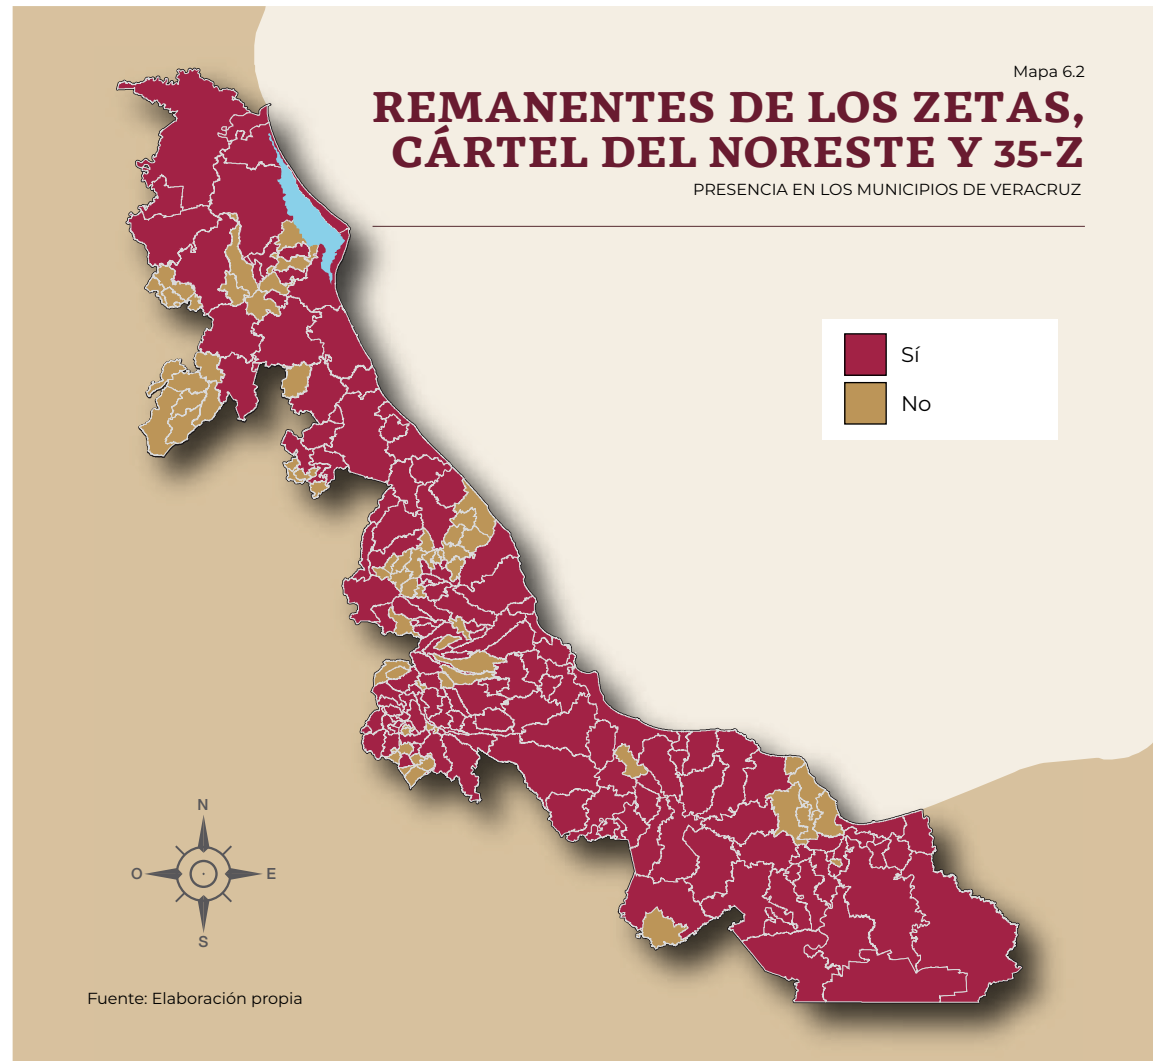 Mapa 6.2
REMANENTES DE LOS ZETAS,
CÁRTEL DEL NORESTE Y 35-Z
PRESENCIA EN LOS MUNICIPIOS DE VERACRUZ
Sí
No
N
O
E
S
Fuente: Elaboración propia